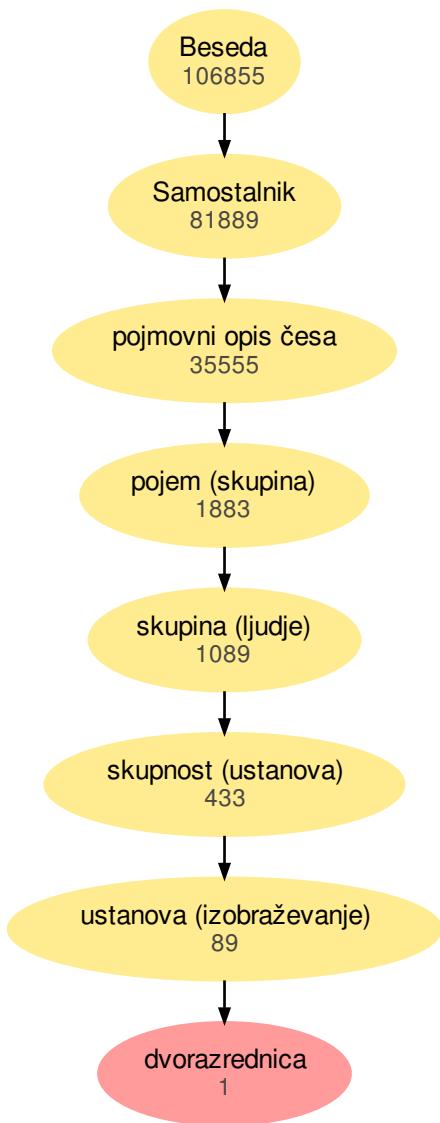 Beseda
106855
Samostalnik
81889
pojmovni opis česa
35555
pojem (skupina)
1883
skupina (ljudje)
1089
skupnost (ustanova)
433
ustanova (izobraževanje)
89
dvorazrednica
1